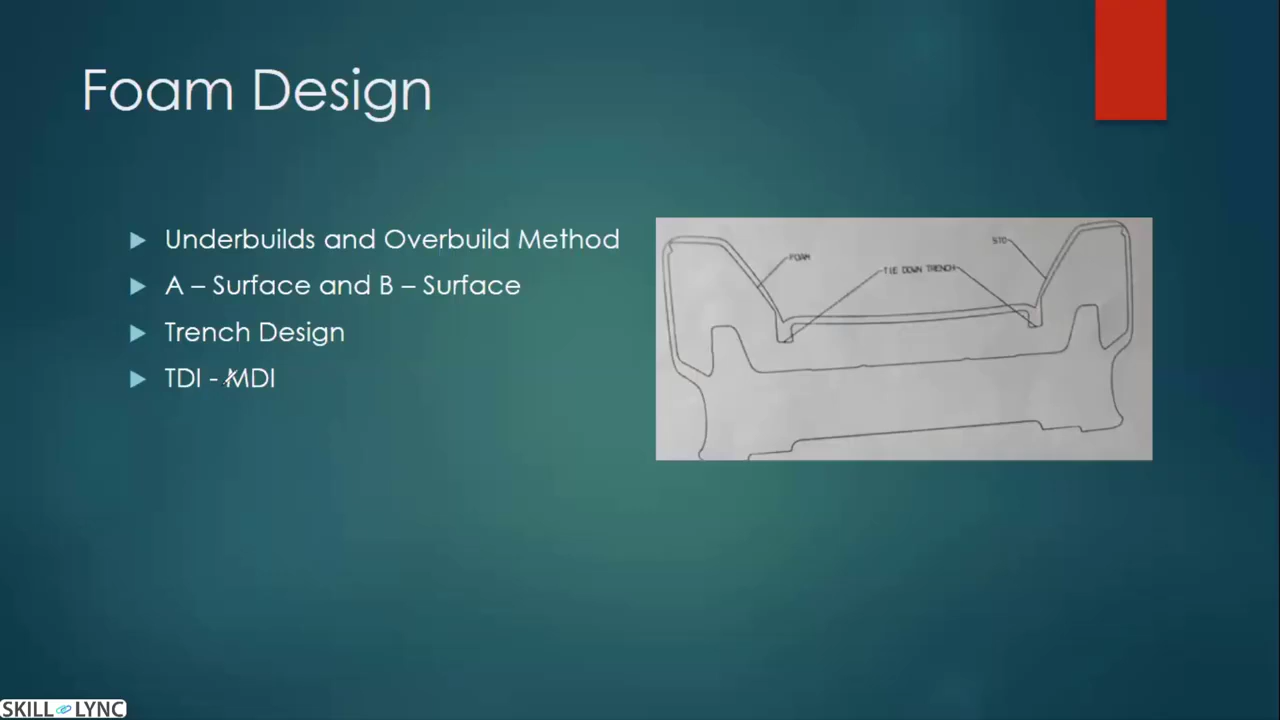 Foam Design
Underbuilds and Overbuild Method
A – Surface and B – Surface
Trench Design
TDI - MDI
FOAM
STO
TIE DOWN TRENCH
SKILL LYNC